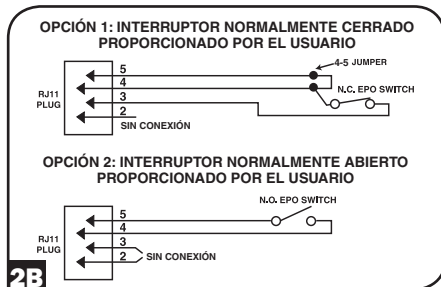 OPCIÓN 1: INTERRUPTOR NORMALMENTE CERRADO
PROPORCIONADO POR EL USUARIO
5
4-5 JUMPER
4
N.C. EPO SWITCH
RJ11
PLUG
3
2
SIN CONEXIÓN
OPCIÓN 2: INTERRUPTOR NORMALMENTE ABIERTO
PROPORCIONADO POR EL USUARIO
N.O. EPO SWITCH
5
4
RJ11
PLUG
3
2
SIN CONEXIÓN
2B